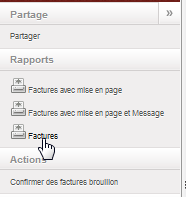 Partage
»
Partager
Rapports
Factures avec mise en page
Factures avec mise en page et Message
Factures
Actions
Confirmer des factures brouillon